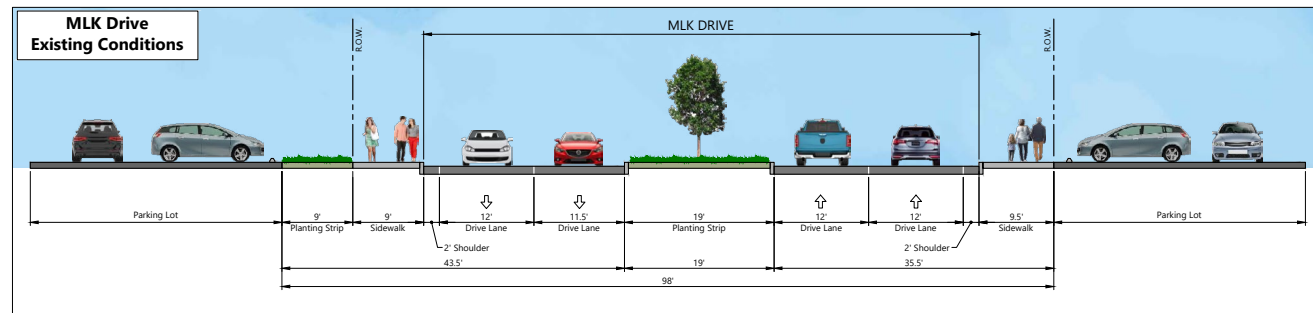 MLK Drive
Existing Conditions
R.O.W.
MLK DRIVE
R.O.W.
Parking Lot
9'
Planting Strip
9'
Sidewalk
2' Shoulder
12'
Drive Lane
11.5'
Drive Lane
19'
Planting Strip
12'
Drive Lane
12'
Drive Lane
2' Shoulder
9.5'
Sidewalk
Parking Lot
43.5'
19'
35.5'
98'